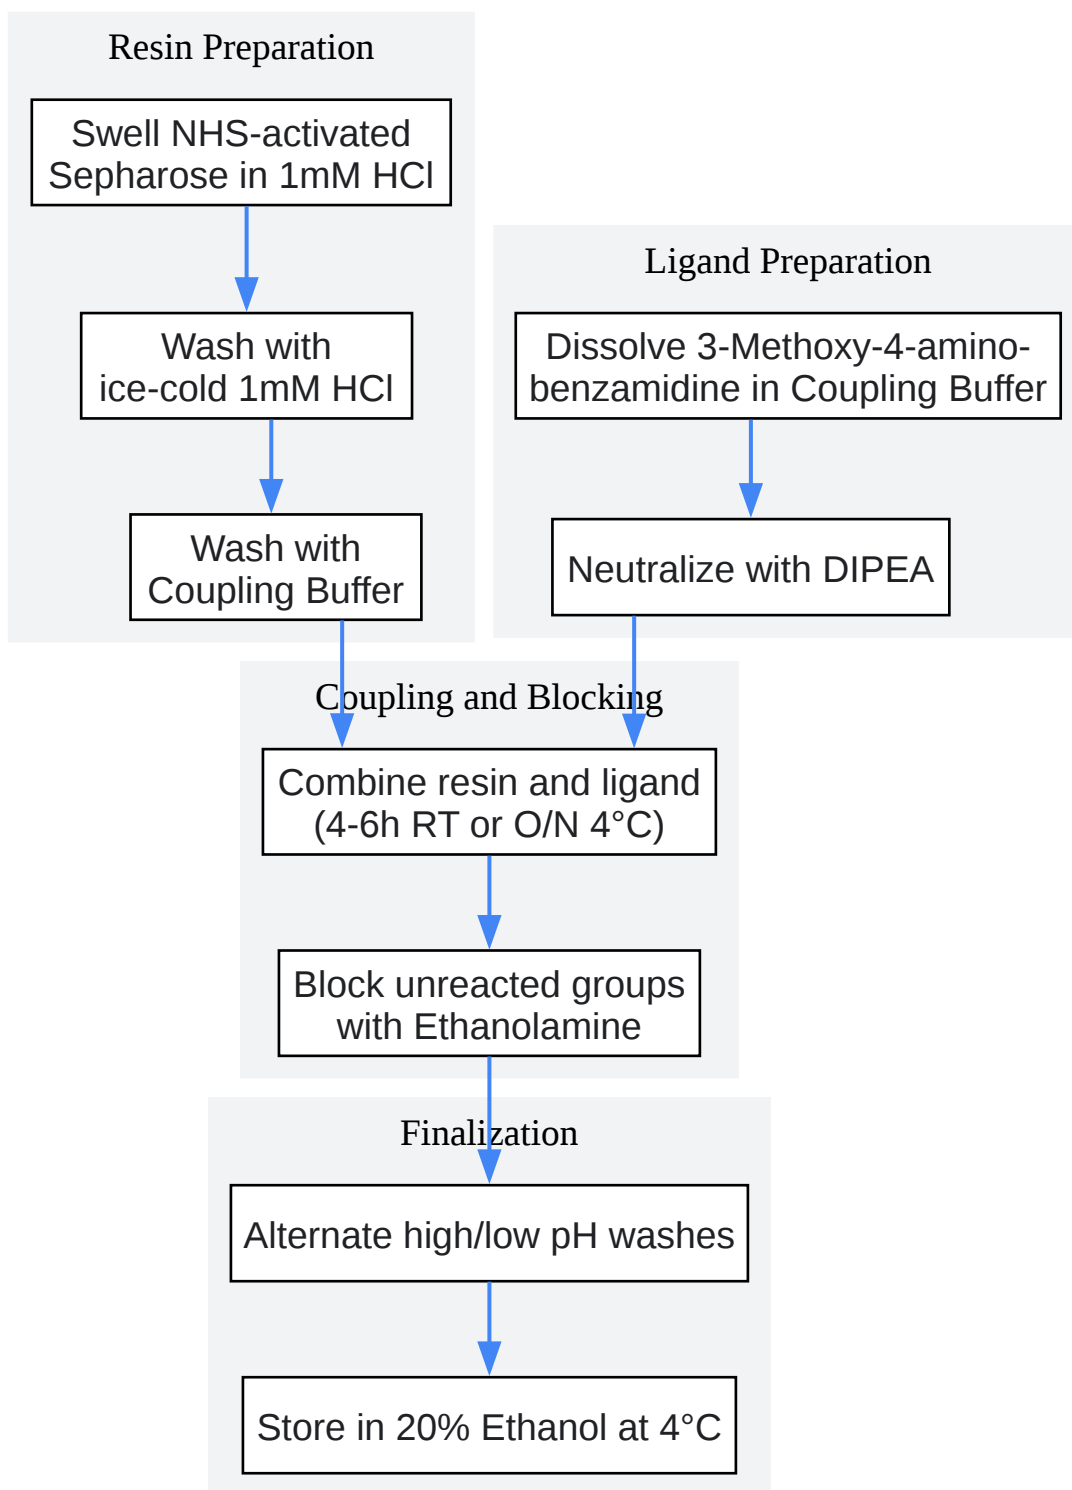 Resin Preparation
Swell NHS-activated
Sepharose in 1mM HCl
Wash with
ice-cold 1mM HCl
Wash with
Coupling Buffer
Ligand Preparation
Dissolve 3-Methoxy-4-amino-
benzamidine in Coupling Buffer
Neutralize with DIPEA
Coupling and Blocking
Combine resin and ligand
(4-6h RT or O/N 4°C)
Block unreacted groups
with Ethanolamine
Finalization
Alternate high/low pH washes
Store in 20% Ethanol at 4°C